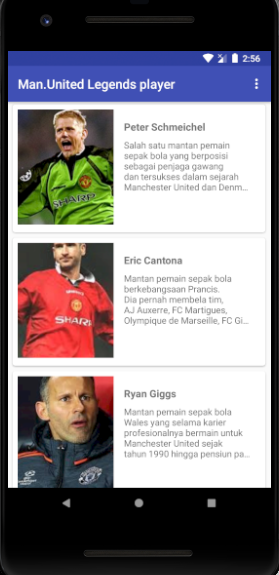 2:56
Man.United Legends player
SHARP
Peter Schmeichel
Salah satu mantan pemain
sepak bola yang berposisi
sebagai penjaga gawang
dan tersukses dalam sejarah
Manchester United dan Denm...
SHARP
Eric Cantona
Mantan pemain sepak bola
berkebangsaan Prancis.
Dia pernah membela tim,
AJ Auxerre, FC Martigues,
Olympique de Marseille, FC Gi...
Ryan Giggs
Mantan pemain sepak bola
Wales yang selama karier
profesionalnya bermain untuk
Manchester United sejak
tahun 1990 hingga pensiun pa...